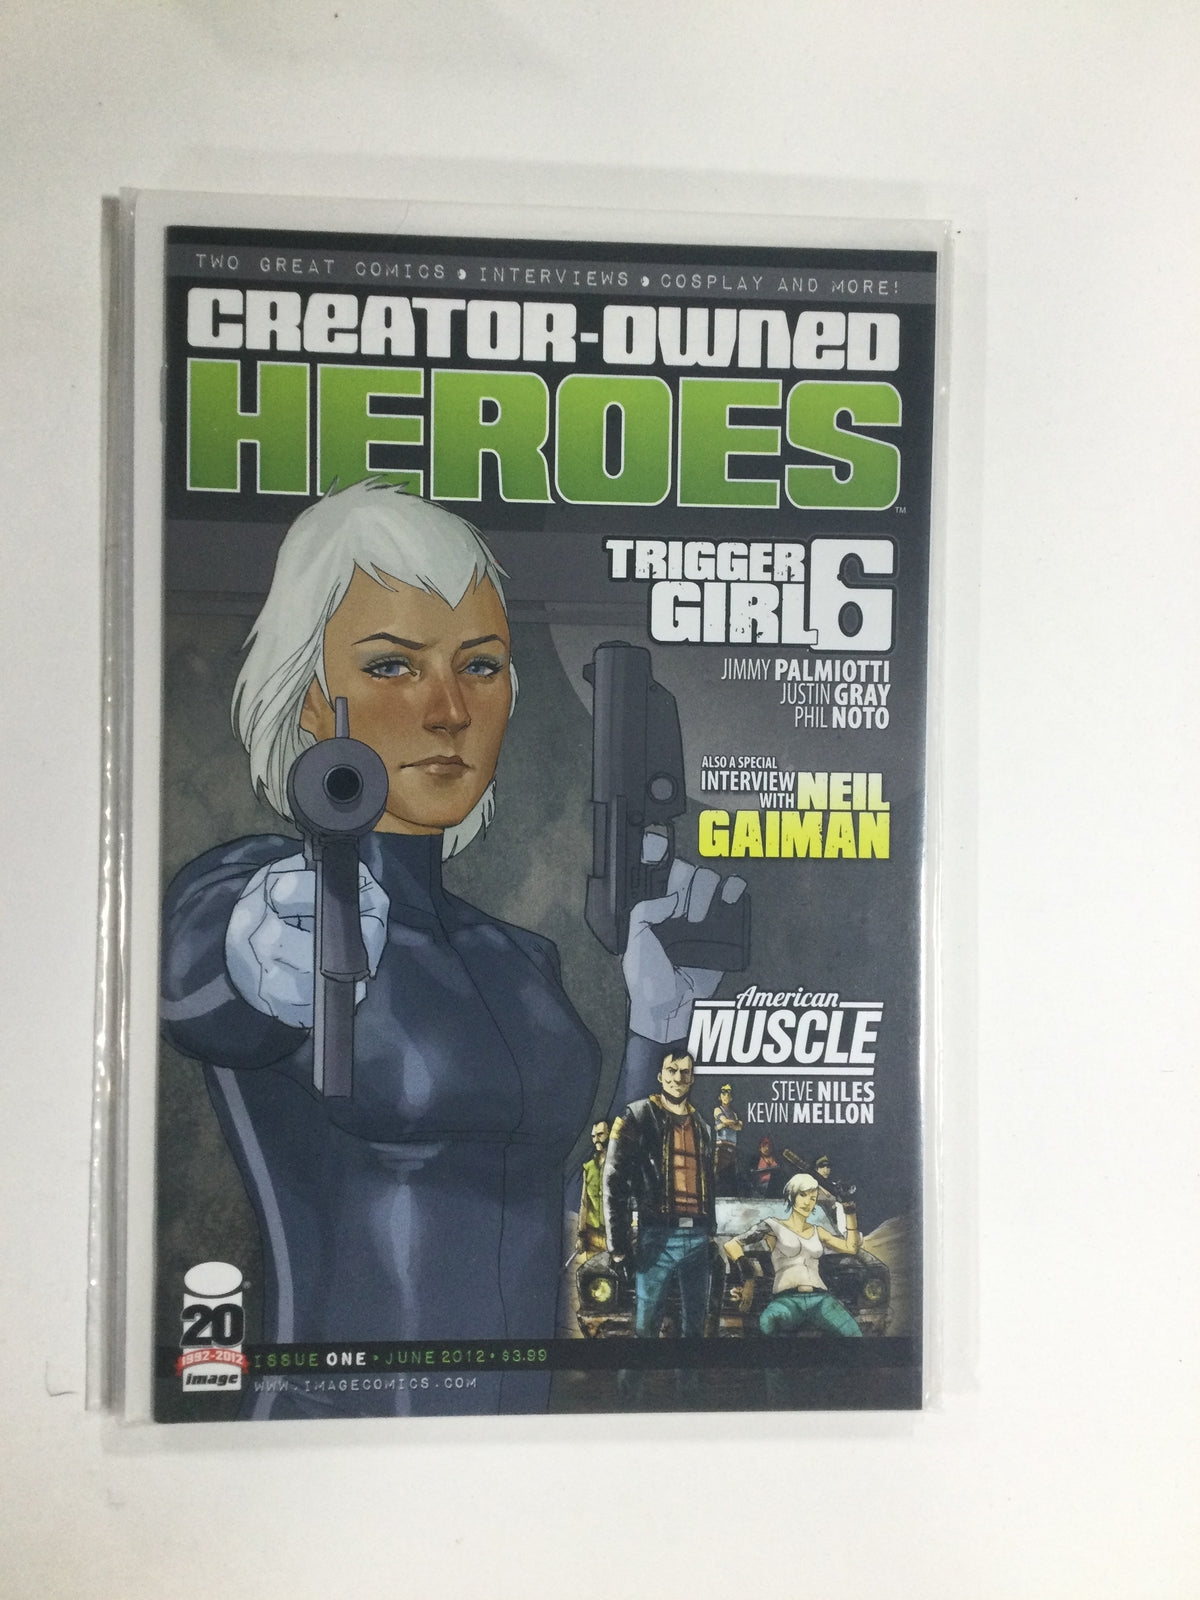 TWO GREAT COMICS • INTERVIEWS • COSPLAY AND MORE!
CREATOR-OWNED
HEROES
TM
TRIGGER
GIRL 6
JIMMY PALMIOTTI
JUSTIN GRAY
PHIL NOTO
ALSO A SPECIAL
INTERVIEW
WITH NEIL
GAIMAN
American
MUSCLE
STEVE NILES
KEVIN MELLON
20
1992-2012
image
ISSUE ONE • JUNE 2012 • $3.99
WWW.IMAGECOMICS.COM